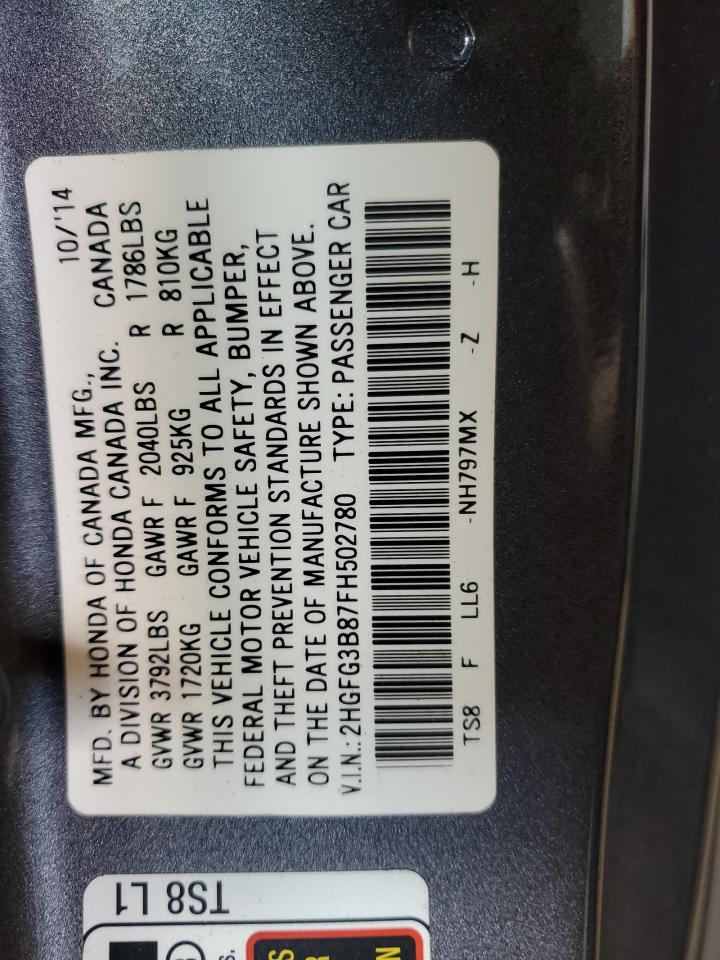 MFD. BY HONDA OF CANADA MFG., 10/'14
A DIVISION OF HONDA CANADA INC. CANADA
GVWR 3792LBS GAWR F 2040LBS R 1786LBS
GVWR 1720KG GAWR F 925KG R 810KG
THIS VEHICLE CONFORMS TO ALL APPLICABLE
FEDERAL MOTOR VEHICLE SAFETY, BUMPER,
AND THEFT PREVENTION STANDARDS IN EFFECT
ON THE DATE OF MANUFACTURE SHOWN ABOVE.
V.I.N.: 2HGFG3B87FH502780 TYPE: PASSENGER CAR
TS8 F LL6 -NH797MX -Z -H
TS8 L1